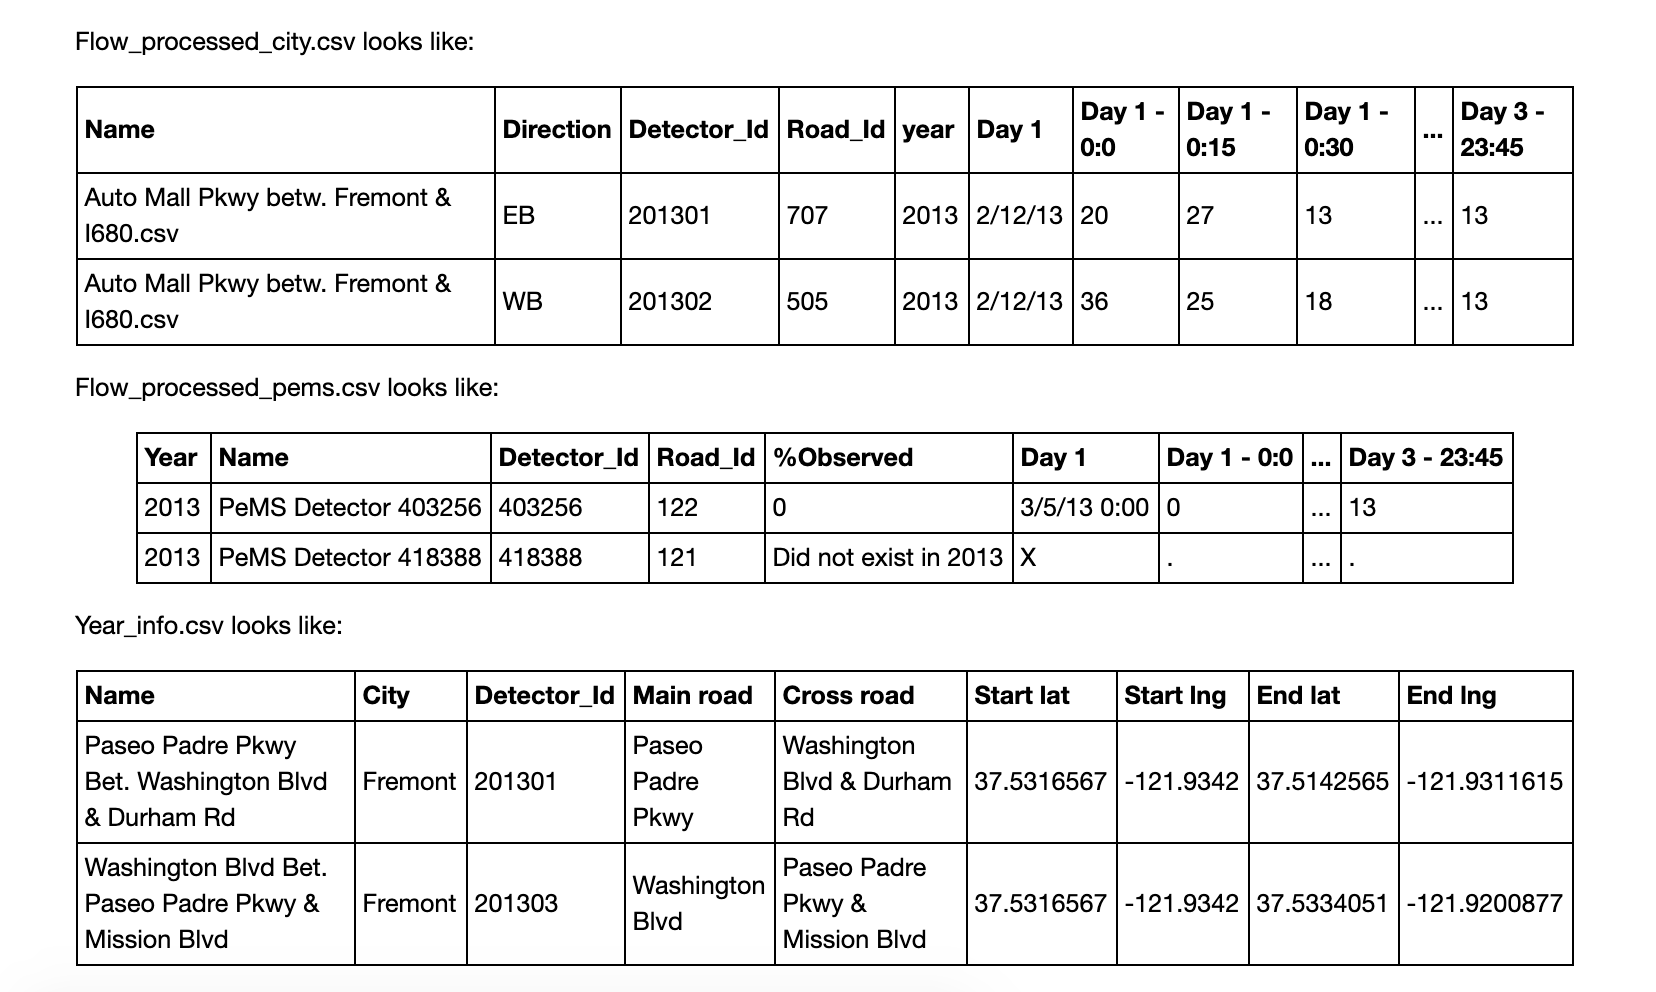 Flow_processed_city.csv looks like:
Name Direction Detector_Id Road_Id year Day 1 Day 1 - 0:0 Day 1 - 0:15 Day 1 - 0:30 ... Day 3 - 23:45
Auto Mall Pkwy betw. Fremont & I680.csv EB 201301 707 2013 2/12/13 20 27 13 ... 13
Auto Mall Pkwy betw. Fremont & I680.csv WB 201302 505 2013 2/12/13 36 25 18 ... 13
Flow_processed_pems.csv looks like:
Year Name Detector_Id Road_Id %Observed Day 1 Day 1 - 0:0 ... Day 3 - 23:45
2013 PeMS Detector 403256 403256 122 0 3/5/13 0:00 0 ... 13
2013 PeMS Detector 418388 418388 121 Did not exist in 2013 X . ... .
Year_info.csv looks like:
Name City Detector_Id Main road Cross road Start lat Start lng End lat End lng
Paseo Padre Pkwy Bet. Washington Blvd & Durham Rd Fremont 201301 Paseo Padre Pkwy Washington Blvd & Durham Rd 37.5316567 -121.9342 37.5142565 -121.9311615
Washington Blvd Bet. Paseo Padre Pkwy & Mission Blvd Fremont 201303 Washington Blvd Paseo Padre Pkwy & Mission Blvd 37.5316567 -121.9342 37.5334051 -121.9200877